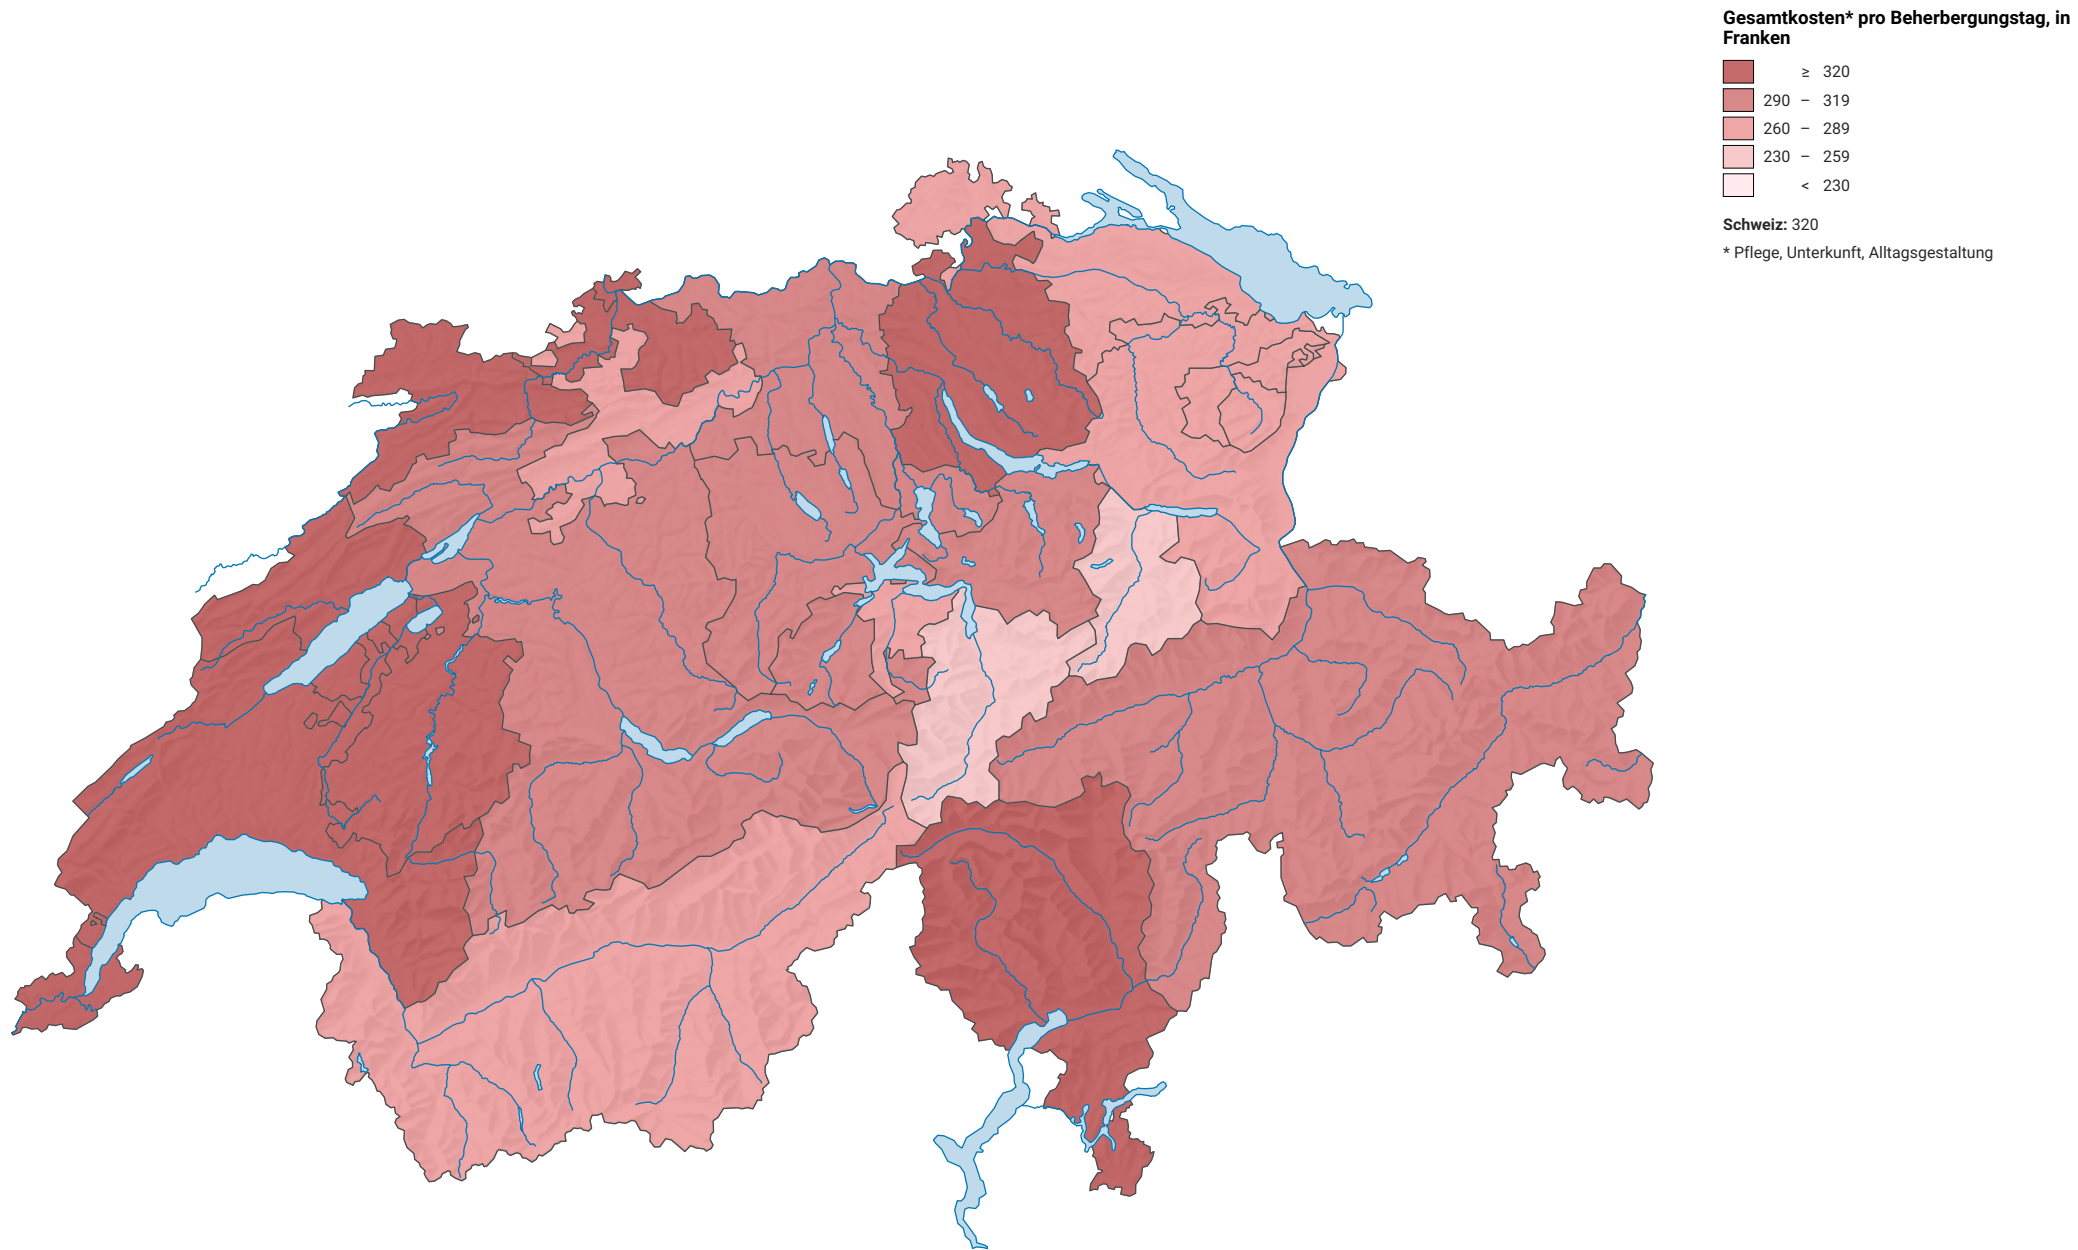 Gesamtkosten* pro Beherbergungstag, in
Franken
≥ 320
290 – 319
260 – 289
230 – 259
< 230
Schweiz: 320
* Pflege, Unterkunft, Alltagsgestaltung